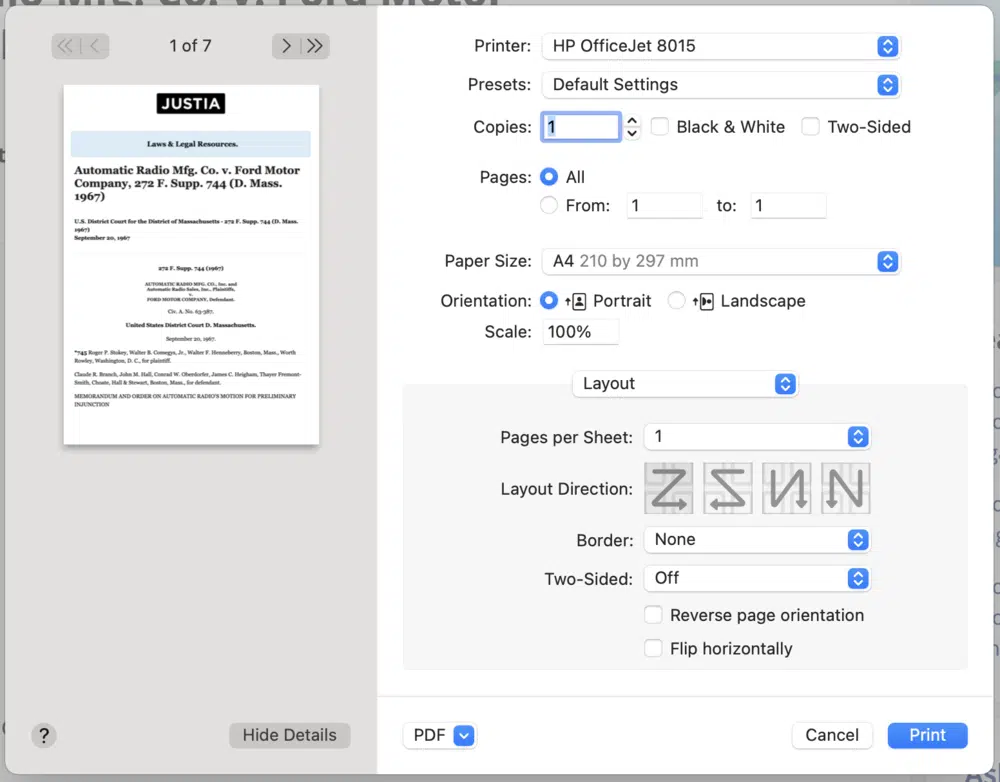 1 of 7
JUSTIA
Laws & Legal Resources.
Automatic Radio Mfg. Co. v. Ford Motor
Company, 272 F. Supp. 744 (D. Mass.
1967)
U.S. District Court for the District of Massachusetts - 272 F. Supp. 744 (D. Mass.
1967)
September 20, 1967
272 F. Supp. 744 (1967)
AUTOMATIC RADIO MFG. CO., Inc. and
Automatic Radio Sales, Inc., Plaintiffs,
v.
FORD MOTOR COMPANY, Defendant.
Civ. A. No. 63-587.
United States District Court D. Massachusetts.
September 20, 1967.
*745 Roger P. Stokey, Walter B. Comegys, Jr., Walter F. Henneberry, Boston, Mass., Worth
Rowley, Washington, D. C., for plaintiff.
Claude R. Branch, John M. Hall, Conrad W. Oberdorfer, James C. Heigham, Thayer Fremont-
Smith, Choate, Hall & Stewart, Boston, Mass., for defendant.
MEMORANDUM AND ORDER ON AUTOMATIC RADIO'S MOTION FOR PRELIMINARY
INJUNCTION
? Hide Details
Printer: HP OfficeJet 8015
Presets: Default Settings
Copies: 1 Black & White Two-Sided
Pages: All
From: 1 to: 1
Paper Size: A4 210 by 297 mm
Orientation: Portrait Landscape
Scale: 100%
Layout
Pages per Sheet: 1
Layout Direction:
Border: None
Two-Sided: Off
Reverse page orientation
Flip horizontally
PDF Cancel Print